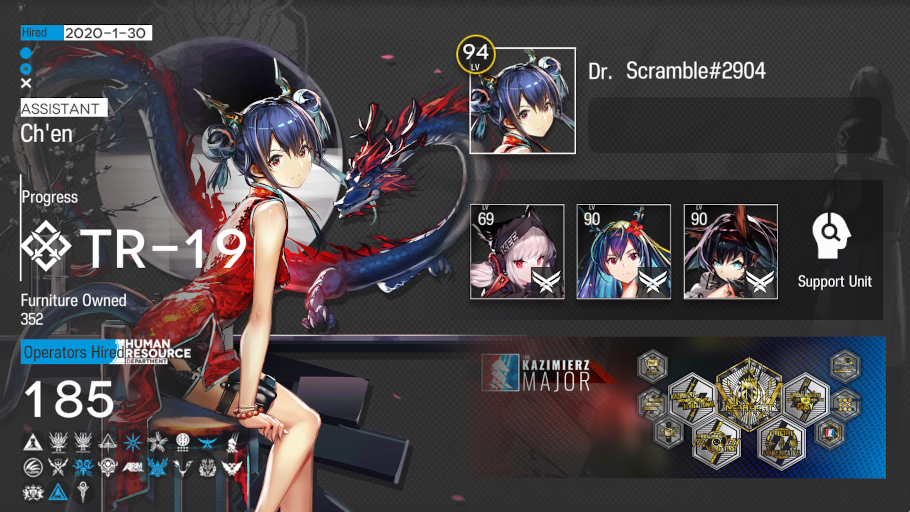 Hired 2020-1-30
ASSISTANT
Ch'en
Progress
TR-19
Furniture Owned
352
Operators Hired
HUMAN
RESOURCE
DEPARTMENT
185
94
LV
Dr. Scramble#2904
LV
69
LV
90
LV
90
Support Unit
KAZIMIERZ
MAJOR